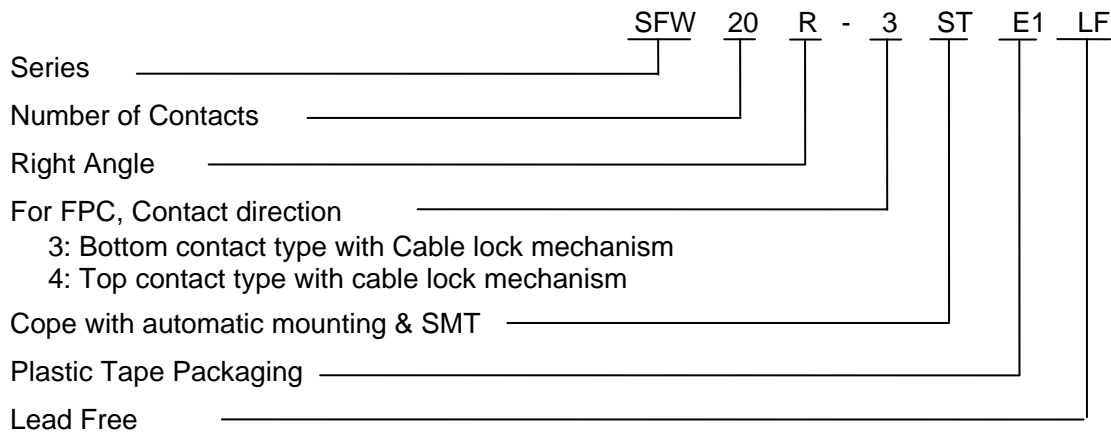 SFW 20 R - 3 ST E1 LF
Series
Number of Contacts
Right Angle
For FPC, Contact direction
3: Bottom contact type with Cable lock mechanism
4: Top contact type with cable lock mechanism
Cope with automatic mounting & SMT
Plastic Tape Packaging
Lead Free